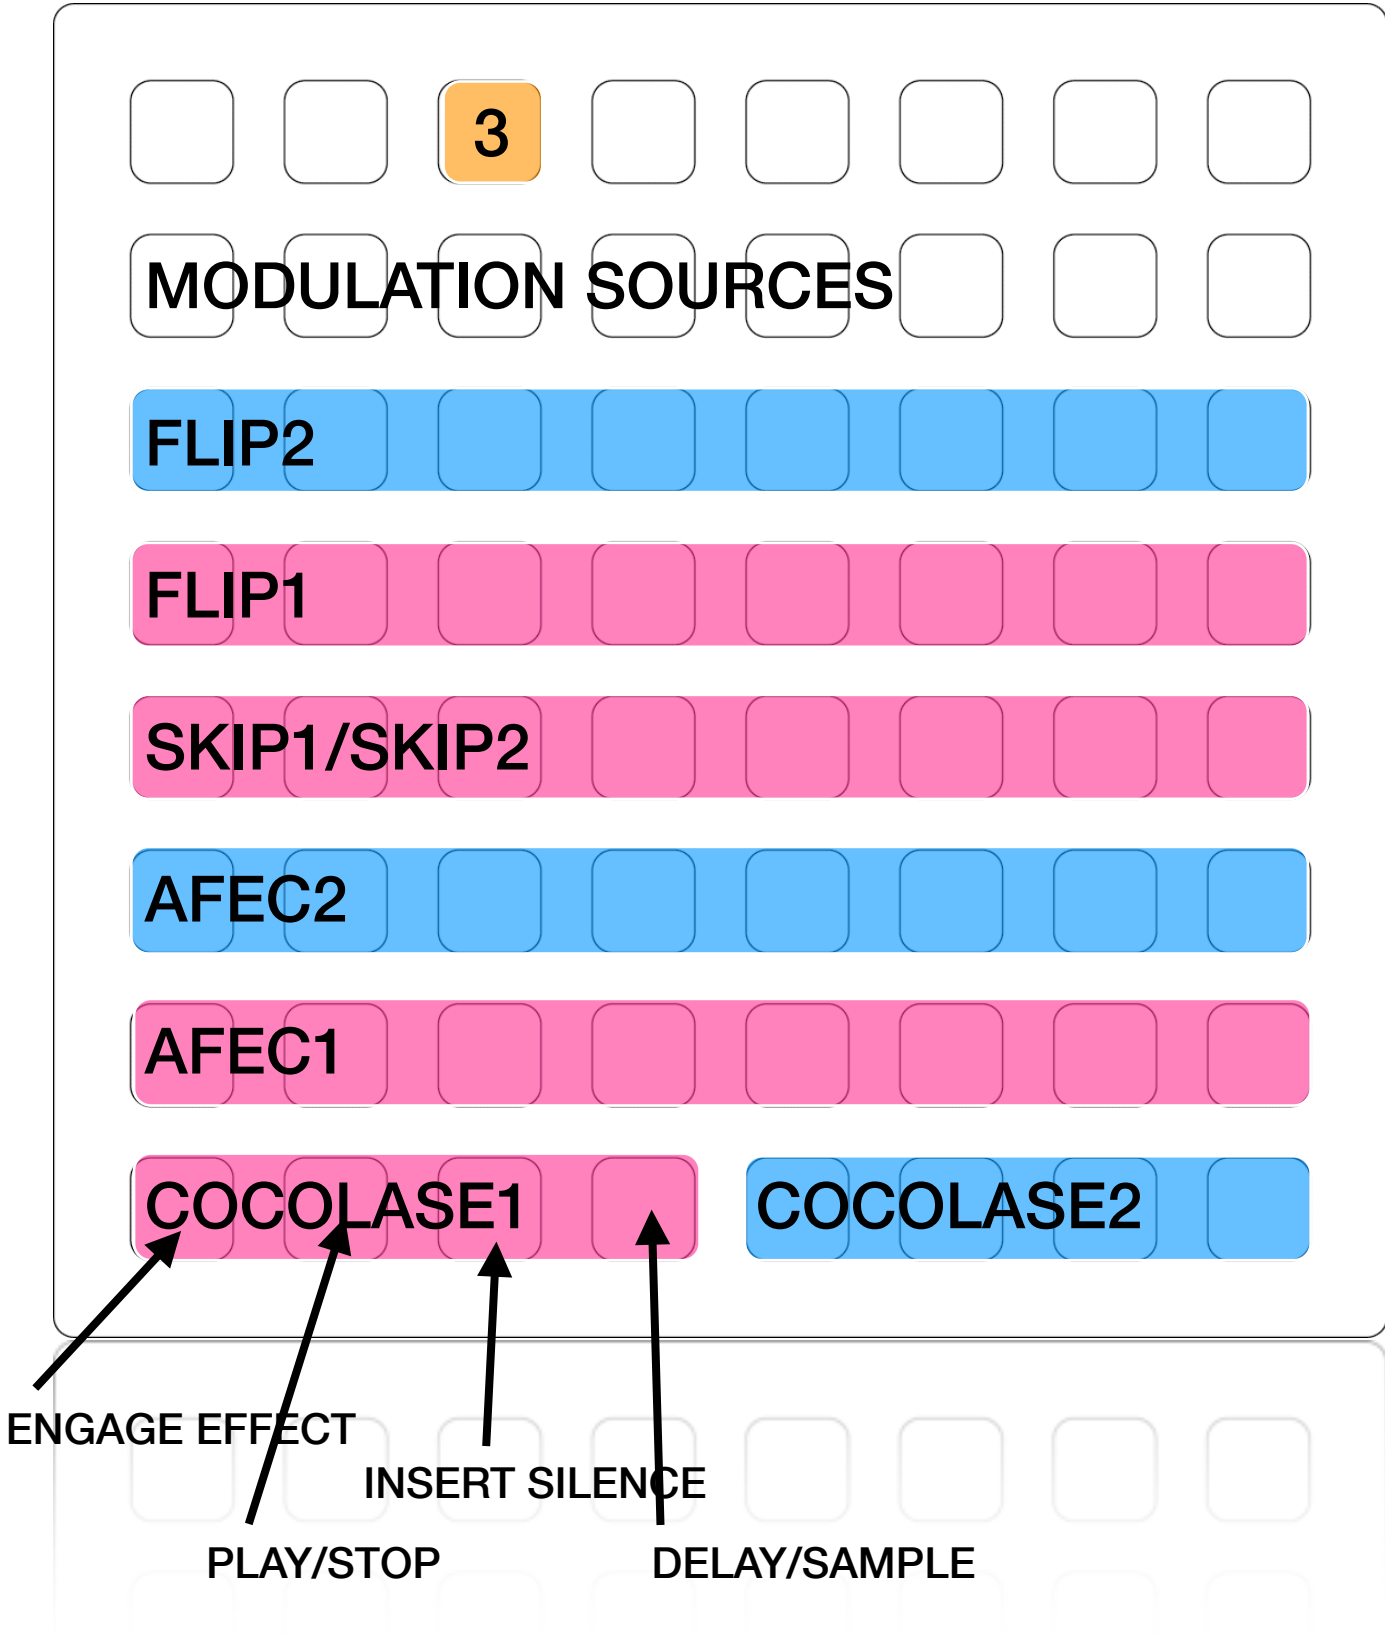 3
MODULATION SOURCES
FLIP2
FLIP1
SKIP1/SKIP2
AFEC2
AFEC1
COCOLASE1 COCOLASE2
ENGAGE EFFECT
INSERT SILENCE
PLAY/STOP DELAY/SAMPLE